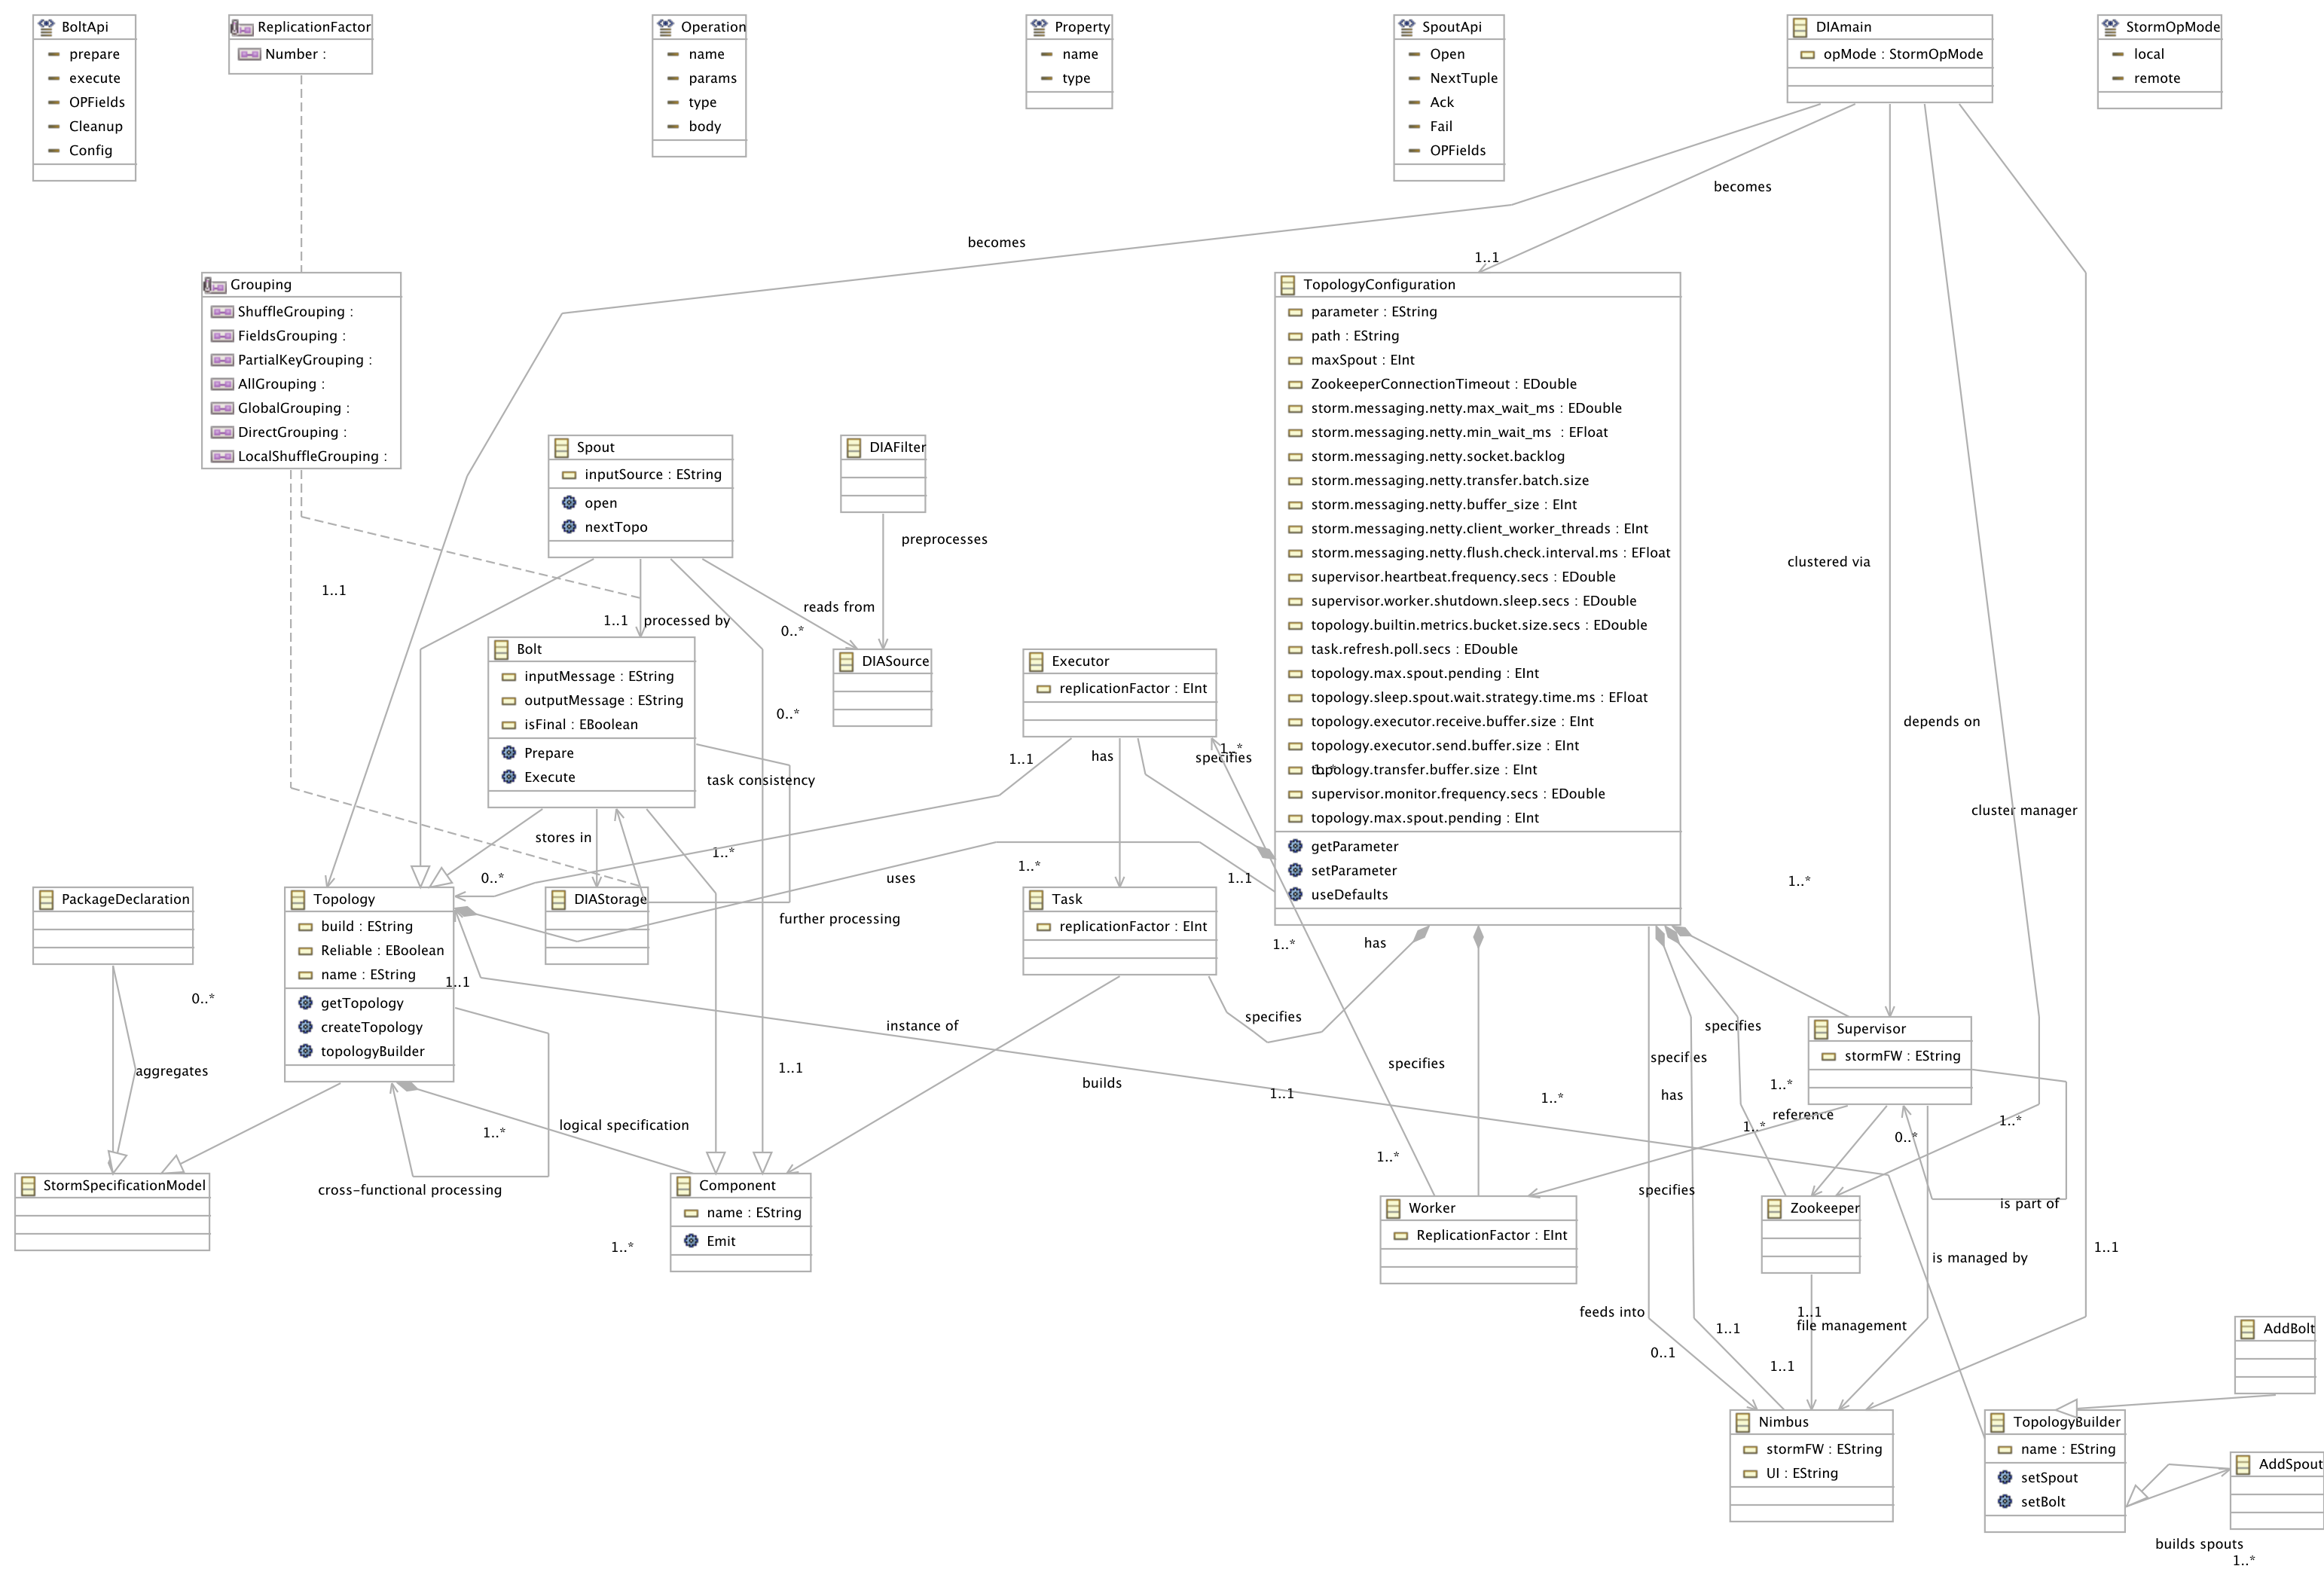 BoltApi
prepare
execute
OPFields
Cleanup
Config
ReplicationFactor
Number :
Operation
name
params
type
body
Property
name
type
SpoutApi
Open
NextTuple
Ack
Fail
OPFields
DIAmain
opMode : StormOpMode
StormOpMode
local
remote
becomes
becomes
1..1
Grouping
ShuffleGrouping :
FieldsGrouping :
PartialKeyGrouping :
AllGrouping :
GlobalGrouping :
DirectGrouping :
LocalShuffleGrouping :
TopologyConfiguration
parameter : EString
path : EString
maxSpout : EInt
ZookeeperConnectionTimeout : EDouble
storm.messaging.netty.max_wait_ms : EDouble
storm.messaging.netty.min_wait_ms : EFloat
storm.messaging.netty.socket.backlog
storm.messaging.netty.transfer.batch.size
storm.messaging.netty.buffer_size : EInt
storm.messaging.netty.client_worker_threads : EInt
storm.messaging.netty.flush.check.interval.ms : EFloat
supervisor.heartbeat.frequency.secs : EDouble
supervisor.worker.shutdown.sleep.secs : EDouble
topology.builtin.metrics.bucket.size.secs : EDouble
task.refresh.poll.secs : EDouble
topology.max.spout.pending : EInt
topology.sleep.spout.wait.strategy.time.ms : EFloat
topology.executor.receive.buffer.size : EInt
topology.executor.send.buffer.size : EInt
topology.transfer.buffer.size : EInt
1..*
supervisor.monitor.frequency.secs : EDouble
topology.max.spout.pending : EInt
getParameter
setParameter
useDefaults
Spout
inputSource : EString
open
nextTopo
DIAFilter
preprocesses
clustered via
1..1
reads from
1..1
processed by
0..*
Bolt
inputMessage : EString
outputMessage : EString
isFinal : EBoolean
Prepare
Execute
DIASource
Executor
replicationFactor : EInt
0..*
depends on
1..*
1..1
has
specifies
task consistency
cluster manager
stores in
1..*
1..*
0..*
uses
1..1
1..*
PackageDeclaration
Topology
build : EString
Reliable : EBoolean
name : EString
getTopology
createTopology
topologyBuilder
DIAStorage
Task
replicationFactor : EInt
further processing
has
1..*
1..1
0..*
specifies
instance of
specifies
specifies
specifies
Supervisor
stormFW : EString
aggregates
1..1
builds
1..1
1..*
has
1..*
reference
1..*
1..*
0..*
logical specification
1..*
1..*
StormSpecificationModel
cross-functional processing
Component
name : EString
Emit
specifies
Worker
ReplicationFactor : EInt
Zookeeper
is part of
1..*
1..1
is managed by
feeds into
1..1
file management
1..1
0..1
1..1
AddBolt
Nimbus
stormFW : EString
UI : EString
TopologyBuilder
name : EString
setSpout
setBolt
AddSpout
builds spouts
1..*